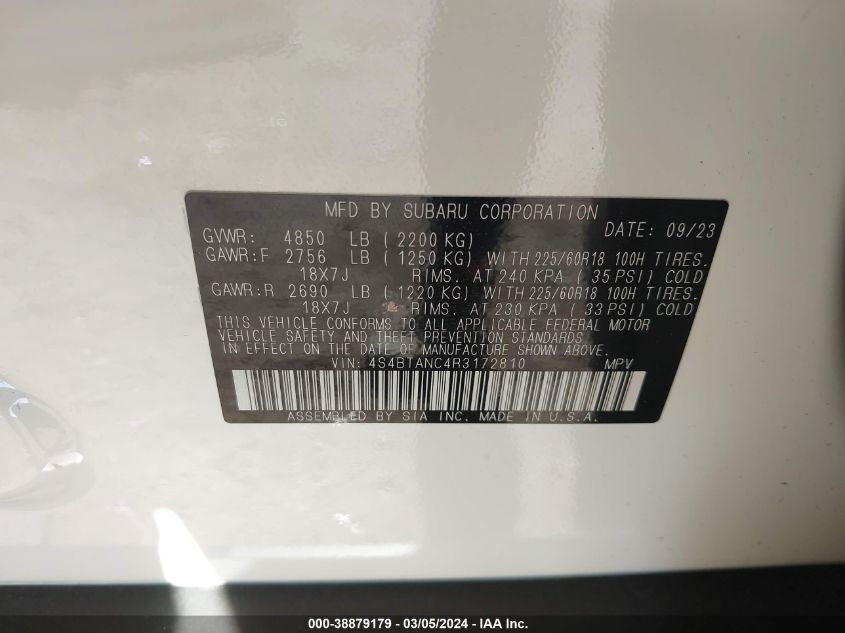 MFD BY SUBARU CORPORATION
DATE: 09/23
GVWR: 4850 LB ( 2200 KG)
GAWR:F 2756 LB ( 1250 KG) WITH 225/60R18 100H TIRES.
18X7J RIMS. AT 240 KPA ( 35 PSI) COLD
GAWR:R 2690 LB ( 1220 KG) WITH 225/60R18 100H TIRES.
18X7J RIMS. AT 230 KPA ( 33 PSI) COLD
THIS VEHICLE CONFORMS TO ALL APPLICABLE FEDERAL MOTOR
VEHICLE SAFETY AND THEFT PREVENTION STANDARDS
IN EFFECT ON THE DATE OF MANUFACTURE SHOWN ABOVE.
VIN: 4S4BTANC4R3172810 MPV
ASSEMBLED BY SIA INC. MADE IN U.S.A.
000-38879179 — 03/05/2024 — IAA Inc.